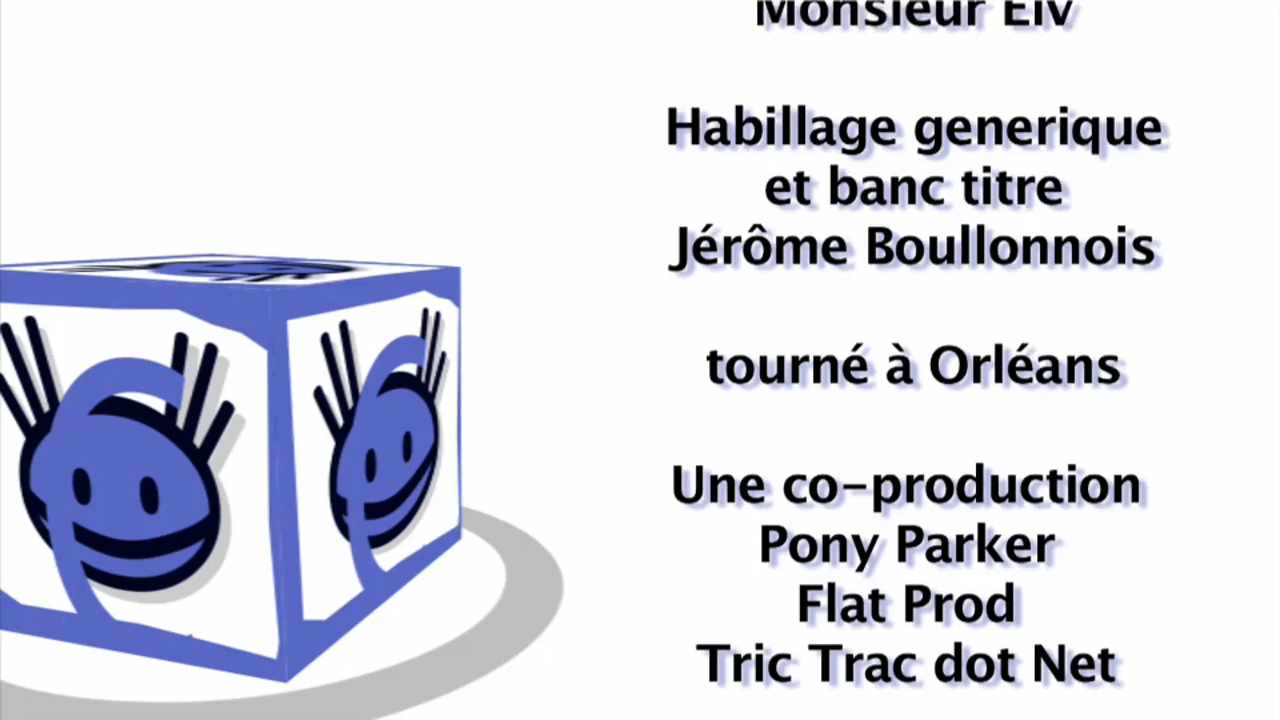 Monsieur Elv
Habillage generique
et banc titre
Jérôme Boullonnois
tourné à Orléans
Une co-production
Pony Parker
Flat Prod
Tric Trac dot Net